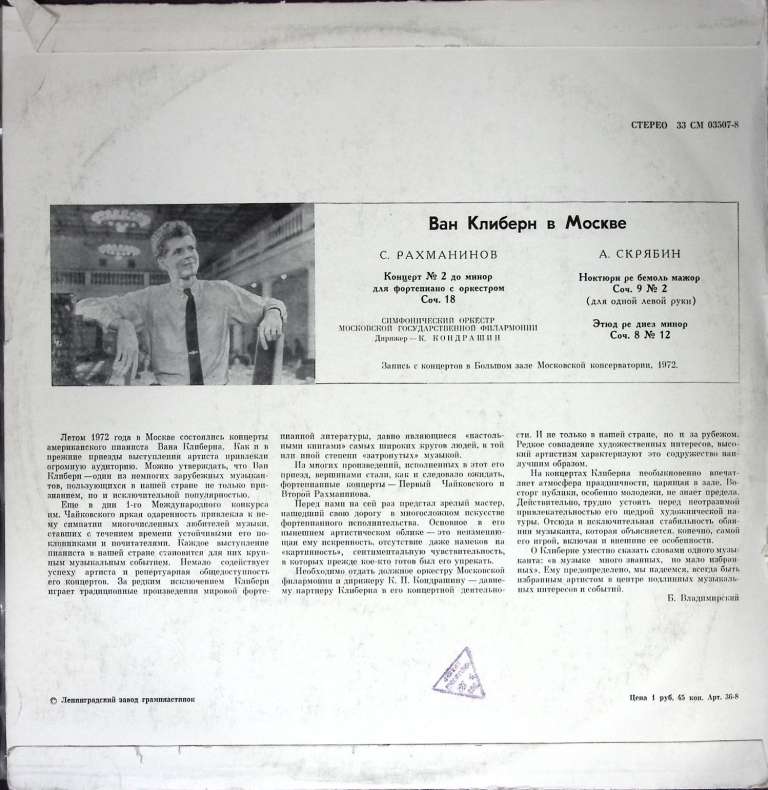 СТЕРЕО 33 СМ 03507-8
Ван Клиберн в Москве
С. РАХМАНИНОВ
Концерт № 2 до минор
для фортепиано с оркестром
Соч. 18
СИМФОНИЧЕСКИЙ ОРКЕСТР
МОСКОВСКОЙ ГОСУДАРСТВЕННОЙ ФИЛАРМОНИИ
Дирижер — К. КОНДРАШИН
А. СКРЯБИН
Ноктюрн ре бемоль мажор
Соч. 9 № 2
(для одной левой руки)
Этюд ре диез минор
Соч. 8 № 12
Запись с концертов в Большом зале Московской консерватории, 1972.
Летом 1972 года в Москве состоялись концерты
американского пианиста Вана Клиберна. Как и в
прежние приезды выступления артиста привлекли
огромную аудиторию. Можно утверждать, что Ван
Клиберн — один из немногих зарубежных музыкан-
тов, пользующихся в нашей стране не только при-
знанием, но и исключительной популярностью.
Еще в дни 1-го Международного конкурса
им. Чайковского яркая одаренность привлекла к не-
му симпатии многочисленных любителей музыки,
ставших с течением времени устойчивыми его по-
клонниками и почитателями. Каждое выступление
пианиста в нашей стране становится для них круп-
ным музыкальным событием. Немало содействует
успеху артиста и репертуарная общедоступность
его концертов. За редким исключением Клиберн
играет традиционные произведения мировой форте-
пианной литературы, давно являющиеся «настоль-
ными книгами» самых широких кругов людей, в той
или иной степени «затронутых» музыкой.
Из многих произведений, исполненных в этот его
приезд, вершинами стали, как и следовало ожидать,
фортепианные концерты — Первый Чайковского и
Второй Рахманинова.
Перед нами на сей раз предстал зрелый мастер,
нашедший свою дорогу в многосложном искусстве
фортепианного исполнительства. Основное в его
нынешнем артистическом облике — это неизменяю-
щая ему искренность, отсутствие даже намеков на
«картинность», сентиментальную чувствительность,
в которых прежде кое-кто готов был его упрекать.
Необходимо отдать должное оркестру Московской
филармонии и дирижеру К. П. Кондрашину — давне-
му партнеру Клиберна в его концертной деятельно-
сти. И не только в нашей стране, но и за рубежом.
Редкое совпадение художественных интересов, высо-
кий артистизм характеризуют это содружество наи-
лучшим образом.
На концертах Клиберна необыкновенно впечат-
ляет атмосфера праздничности, царящая в зале. Во-
сторг публики, особенно молодежи, не знает предела.
Действительно, трудно устоять перед неотразимой
привлекательностью его щедрой художнической на-
туры. Отсюда и исключительная стабильность обая-
ния музыканта, которая объясняется, конечно, самой
его игрой, включая и внешние ее особенности.
О Клиберне уместно сказать словами одного музы-
канта: «в музыке много званных, но мало избран-
ных». Ему предопределено, мы надеемся, всегда быть
избранным артистом в центре подлинных музыкаль-
ных интересов и событий.
Б. Владимирский
© Ленинградский завод грампластинок
Цена 1 руб. 45 коп. Арт. 36-8